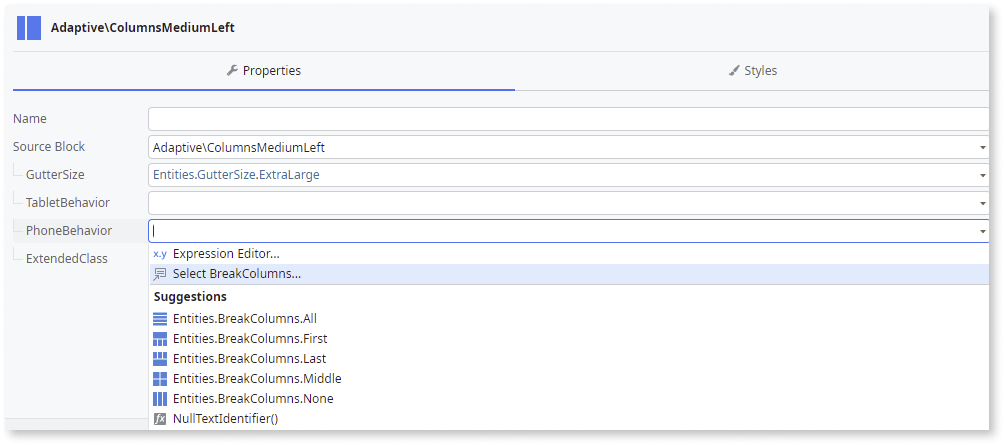 Adaptive\ColumnsMediumLeft
Properties
Styles
Name
Source Block
Adaptive\ColumnsMediumLeft
GutterSize
Entities.GutterSize.ExtraLarge
TabletBehavior
PhoneBehavior
ExtendedClass
x.y Expression Editor...
Select BreakColumns...
Suggestions
Entities.BreakColumns.All
Entities.BreakColumns.First
Entities.BreakColumns.Last
Entities.BreakColumns.Middle
Entities.BreakColumns.None
fx NullTextIdentifier()